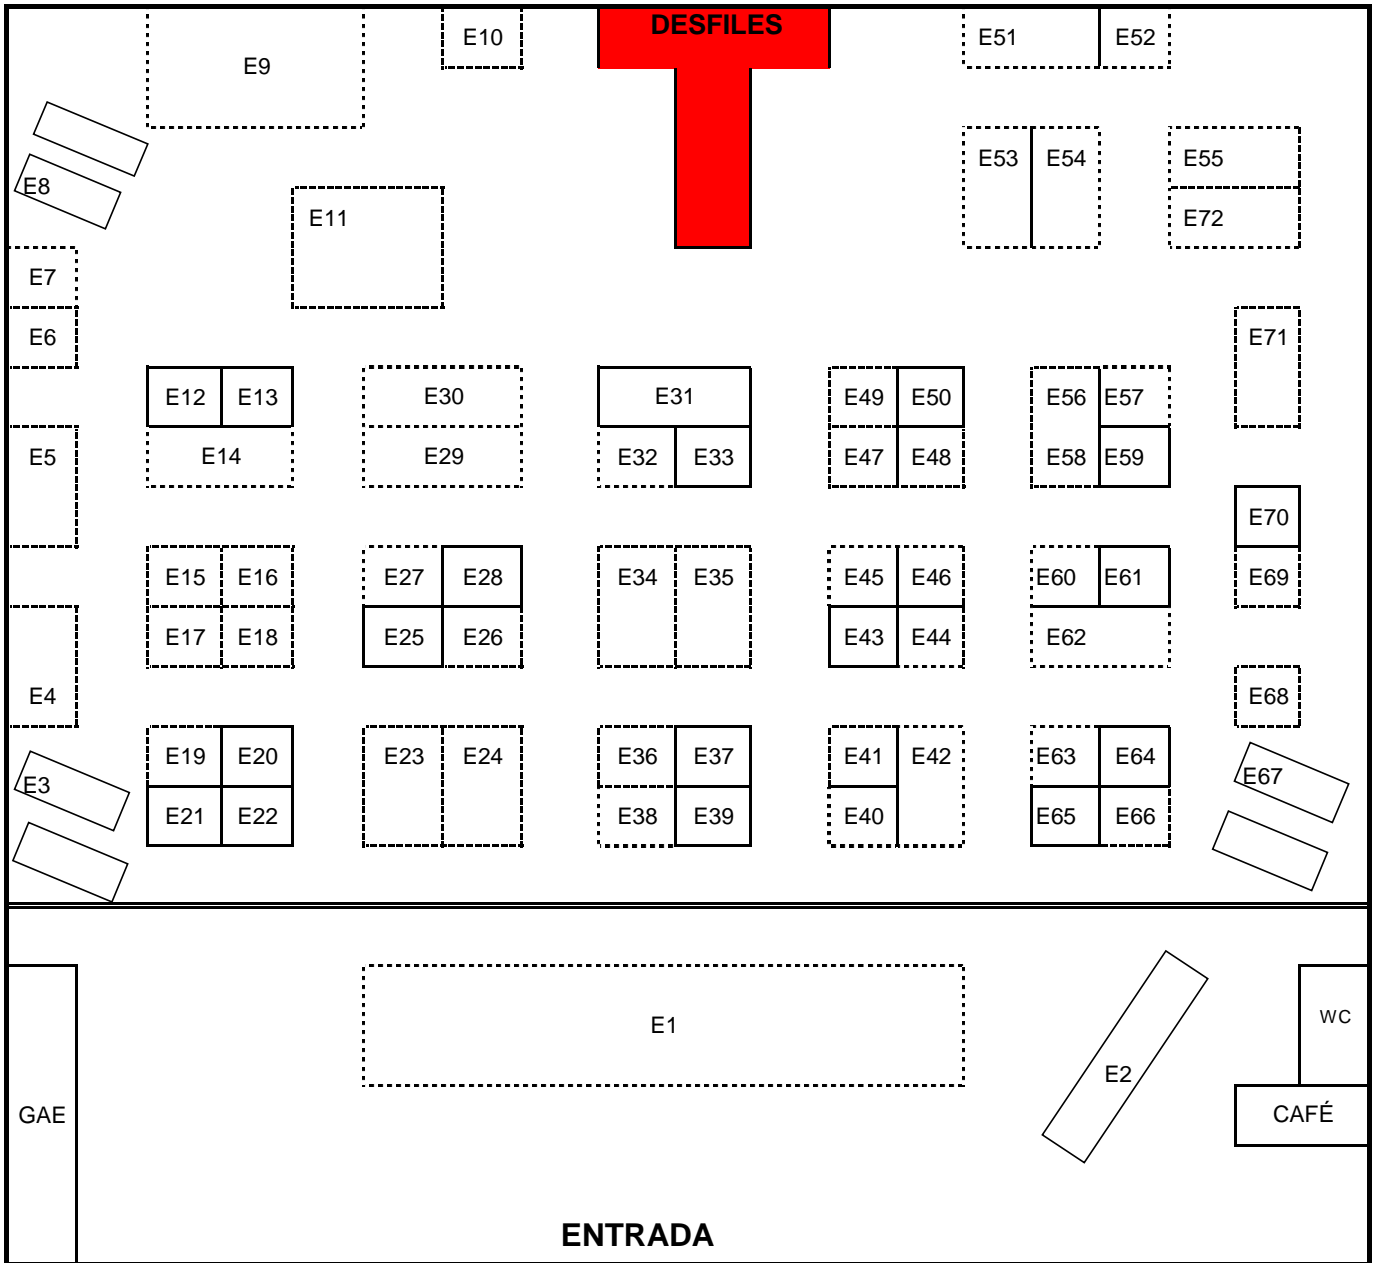 DESFILES
E10 E51 E52
E9
E53 E54 E55
E8
E11 E72
E7
E6 E71
E12 E13 E30 E31 E49 E50 E56 E57
E5 E14 E29 E32 E33 E47 E48 E58 E59
E70
E15 E16 E27 E28 E34 E35 E45 E46 E60 E61 E69
E17 E18 E25 E26 E43 E44 E62
E4 E68
E19 E20 E23 E24 E36 E37 E41 E42 E63 E64
E3 E67
E21 E22 E38 E39 E40 E65 E66
E1 WC
E2
GAE CAFÉ
ENTRADA